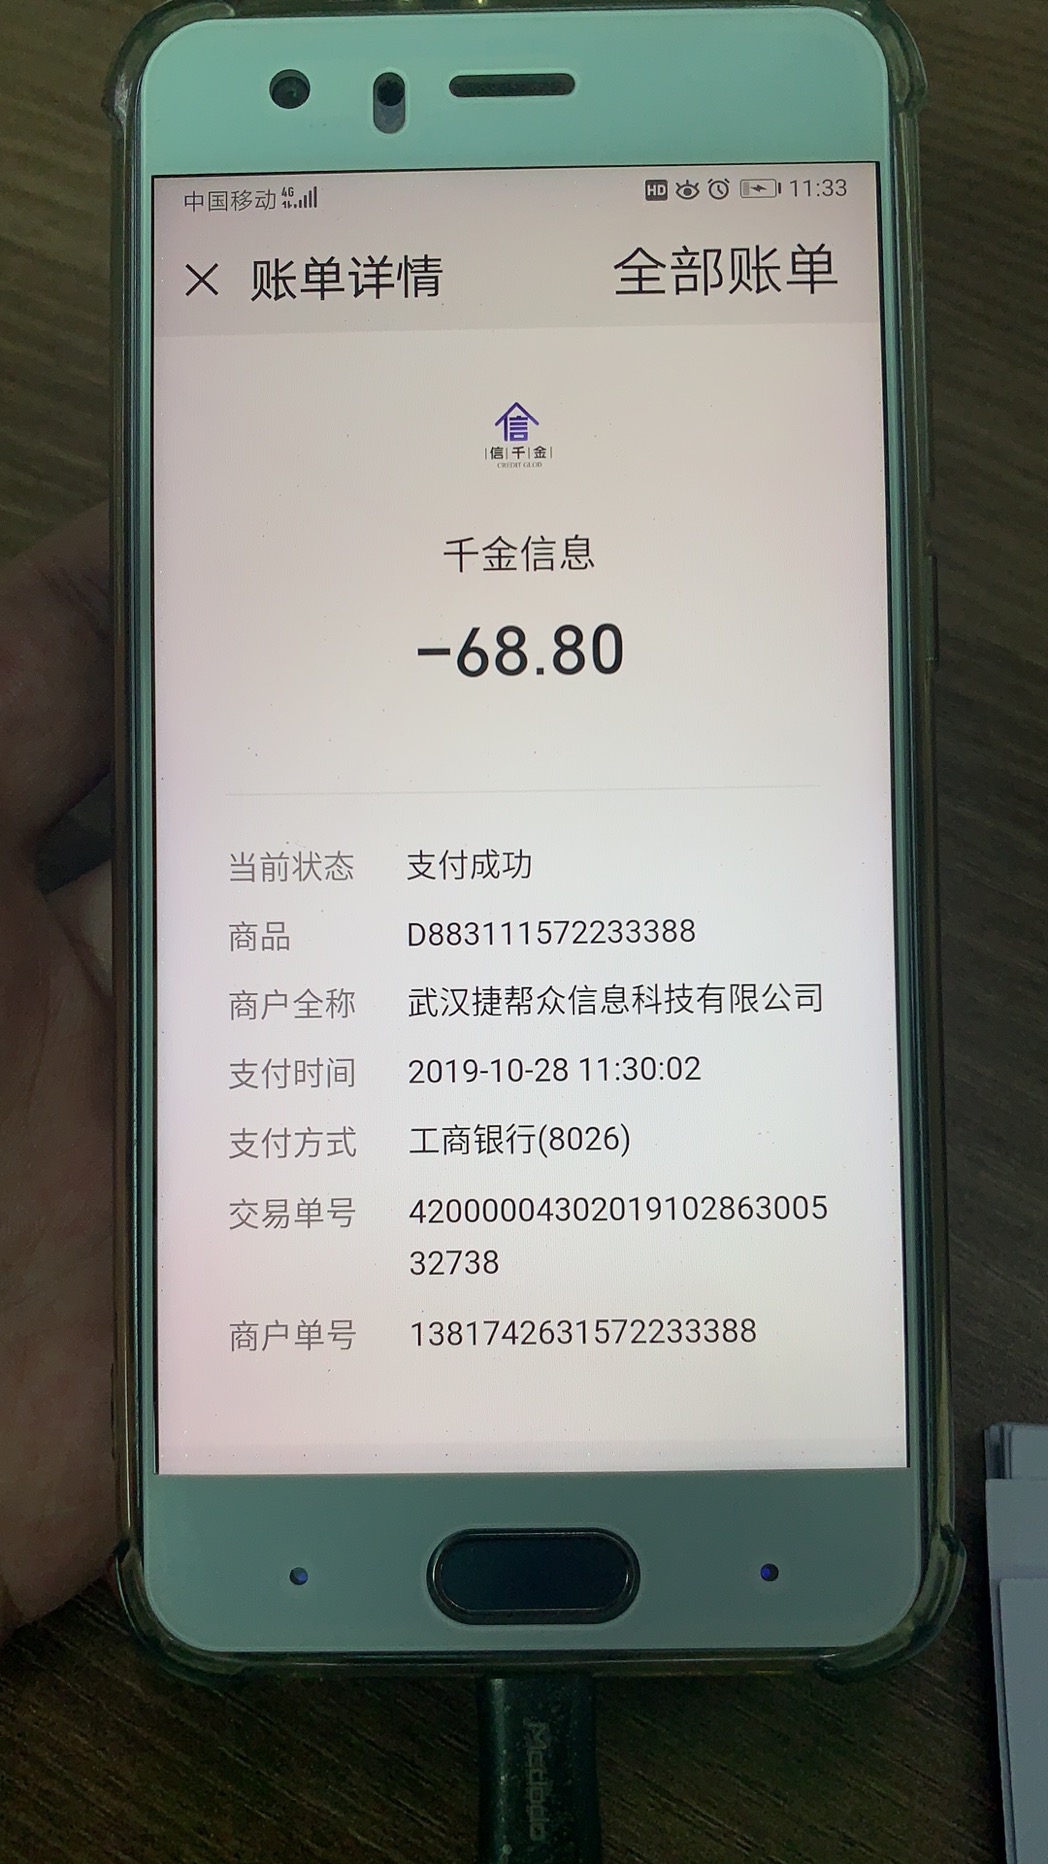 中国移动 4G HD 11:33
账单详情 全部账单
信
信千金
CREDIT GLOD
千金信息
-68.80
当前状态 支付成功
商品 D883111572233388
商户全称 武汉捷帮众信息科技有限公司
支付时间 2019-10-28 11:30:02
支付方式 工商银行(8026)
交易单号 42000004302019102863005
32738
商户单号 1381742631572233388
Mcdodo